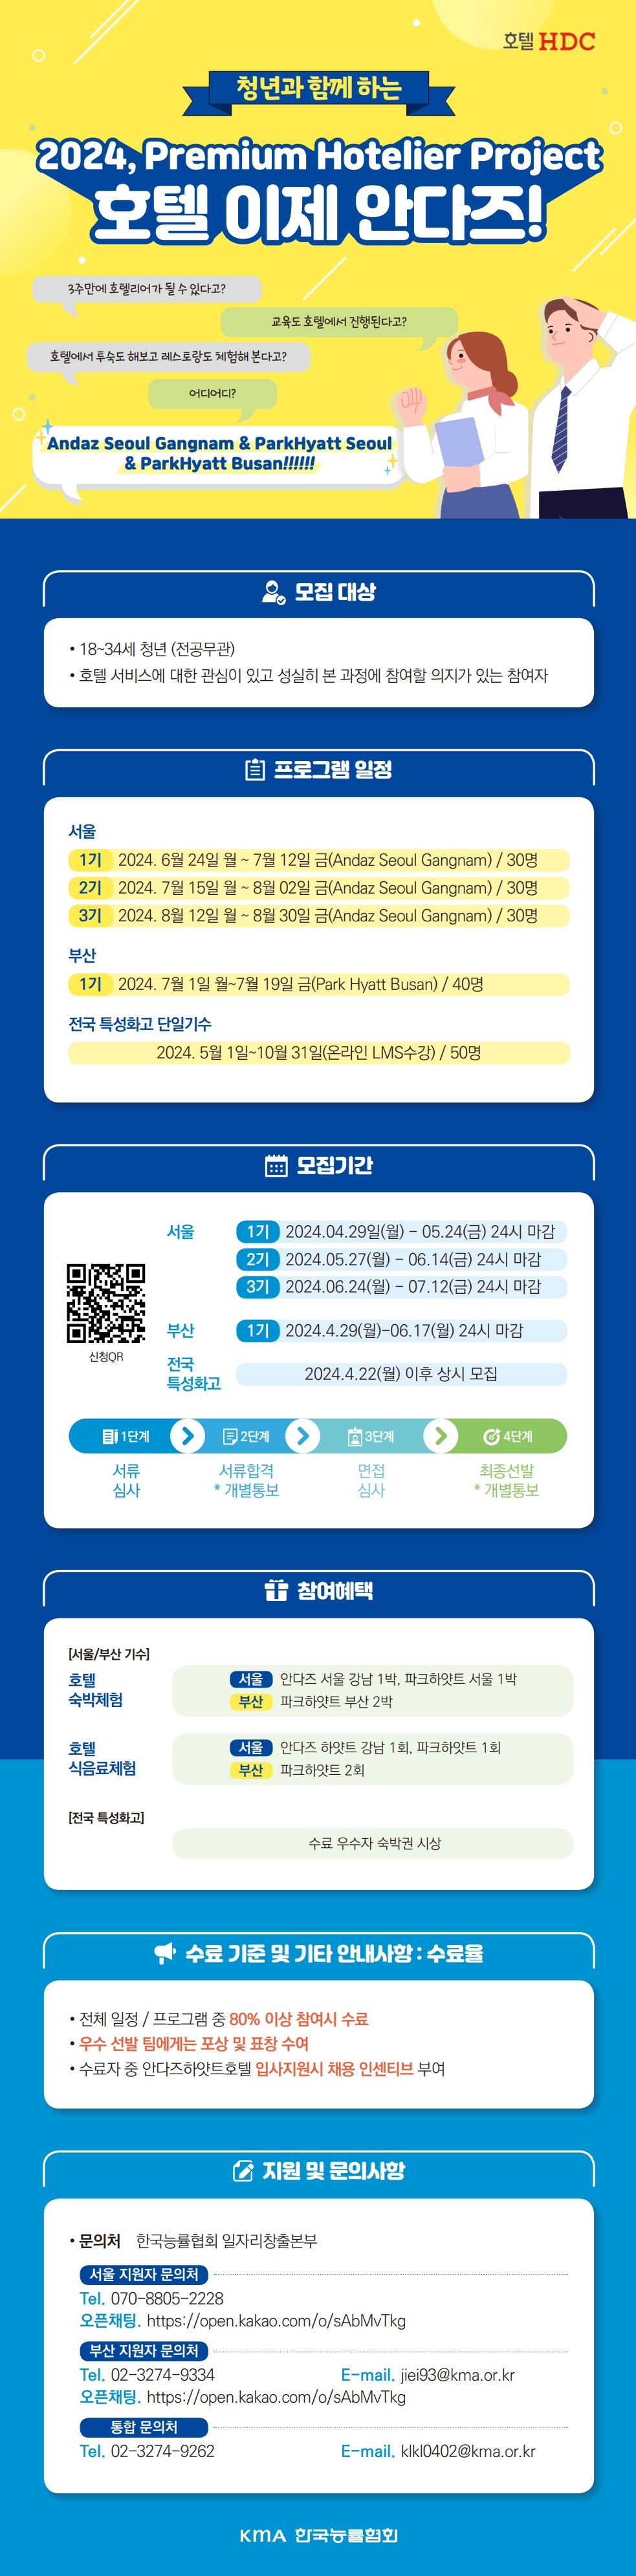 호텔 HDC
청년과 함께 하는
2024, Premium Hotelier Project
호텔 이제 안다즈!
3주만에 호텔리어가 될 수 있다고?
교육도 호텔에서 진행된다고?
호텔에서 투숙도 해보고 레스토랑도 체험해 본다고?
어디어디?
Andaz Seoul Gangnam & ParkHyatt Seoul
& ParkHyatt Busan!!!!!!
모집 대상
• 18~34세 청년 (전공무관)
• 호텔 서비스에 대한 관심이 있고 성실히 본 과정에 참여할 의지가 있는 참여자
프로그램 일정
서울
1기 2024. 6월 24일 월 ~ 7월 12일 금(Andaz Seoul Gangnam) / 30명
2기 2024. 7월 15일 월 ~ 8월 02일 금(Andaz Seoul Gangnam) / 30명
3기 2024. 8월 12일 월 ~ 8월 30일 금(Andaz Seoul Gangnam) / 30명
부산
1기 2024. 7월 1일 월~7월 19일 금(Park Hyatt Busan) / 40명
전국 특성화고 단일기수
2024. 5월 1일~10월 31일(온라인 LMS수강) / 50명
모집기간
서울 1기 2024.04.29일(월) - 05.24(금) 24시 마감
2기 2024.05.27(월) - 06.14(금) 24시 마감
3기 2024.06.24(월) - 07.12(금) 24시 마감
신청QR
부산 1기 2024.4.29(월)-06.17(월) 24시 마감
전국
특성화고
2024.4.22(월) 이후 상시 모집
1단계 2단계 3단계 4단계
서류 서류합격 면접 최종선발
심사 * 개별통보 심사 * 개별통보
참여혜택
[서울/부산 기수]
호텔
숙박체험
서울 안다즈 서울 강남 1박, 파크하얏트 서울 1박
부산 파크하얏트 부산 2박
호텔
식음료체험
서울 안다즈 하얏트 강남 1회, 파크하얏트 1회
부산 파크하얏트 2회
[전국 특성화고]
수료 우수자 숙박권 시상
수료 기준 및 기타 안내사항 : 수료율
• 전체 일정 / 프로그램 중 80% 이상 참여시 수료
• 우수 선발 팀에게는 포상 및 표창 수여
• 수료자 중 안다즈하얏트호텔 입사지원시 채용 인센티브 부여
지원 및 문의사항
• 문의처 한국능률협회 일자리창출본부
서울 지원자 문의처
Tel. 070-8805-2228
오픈채팅. https://open.kakao.com/o/sAbMvTkg
부산 지원자 문의처
Tel. 02-3274-9334 E-mail. jiei93@kma.or.kr
오픈채팅. https://open.kakao.com/o/sAbMvTkg
통합 문의처
Tel. 02-3274-9262 E-mail. klkl0402@kma.or.kr
KMA 한국능률협회